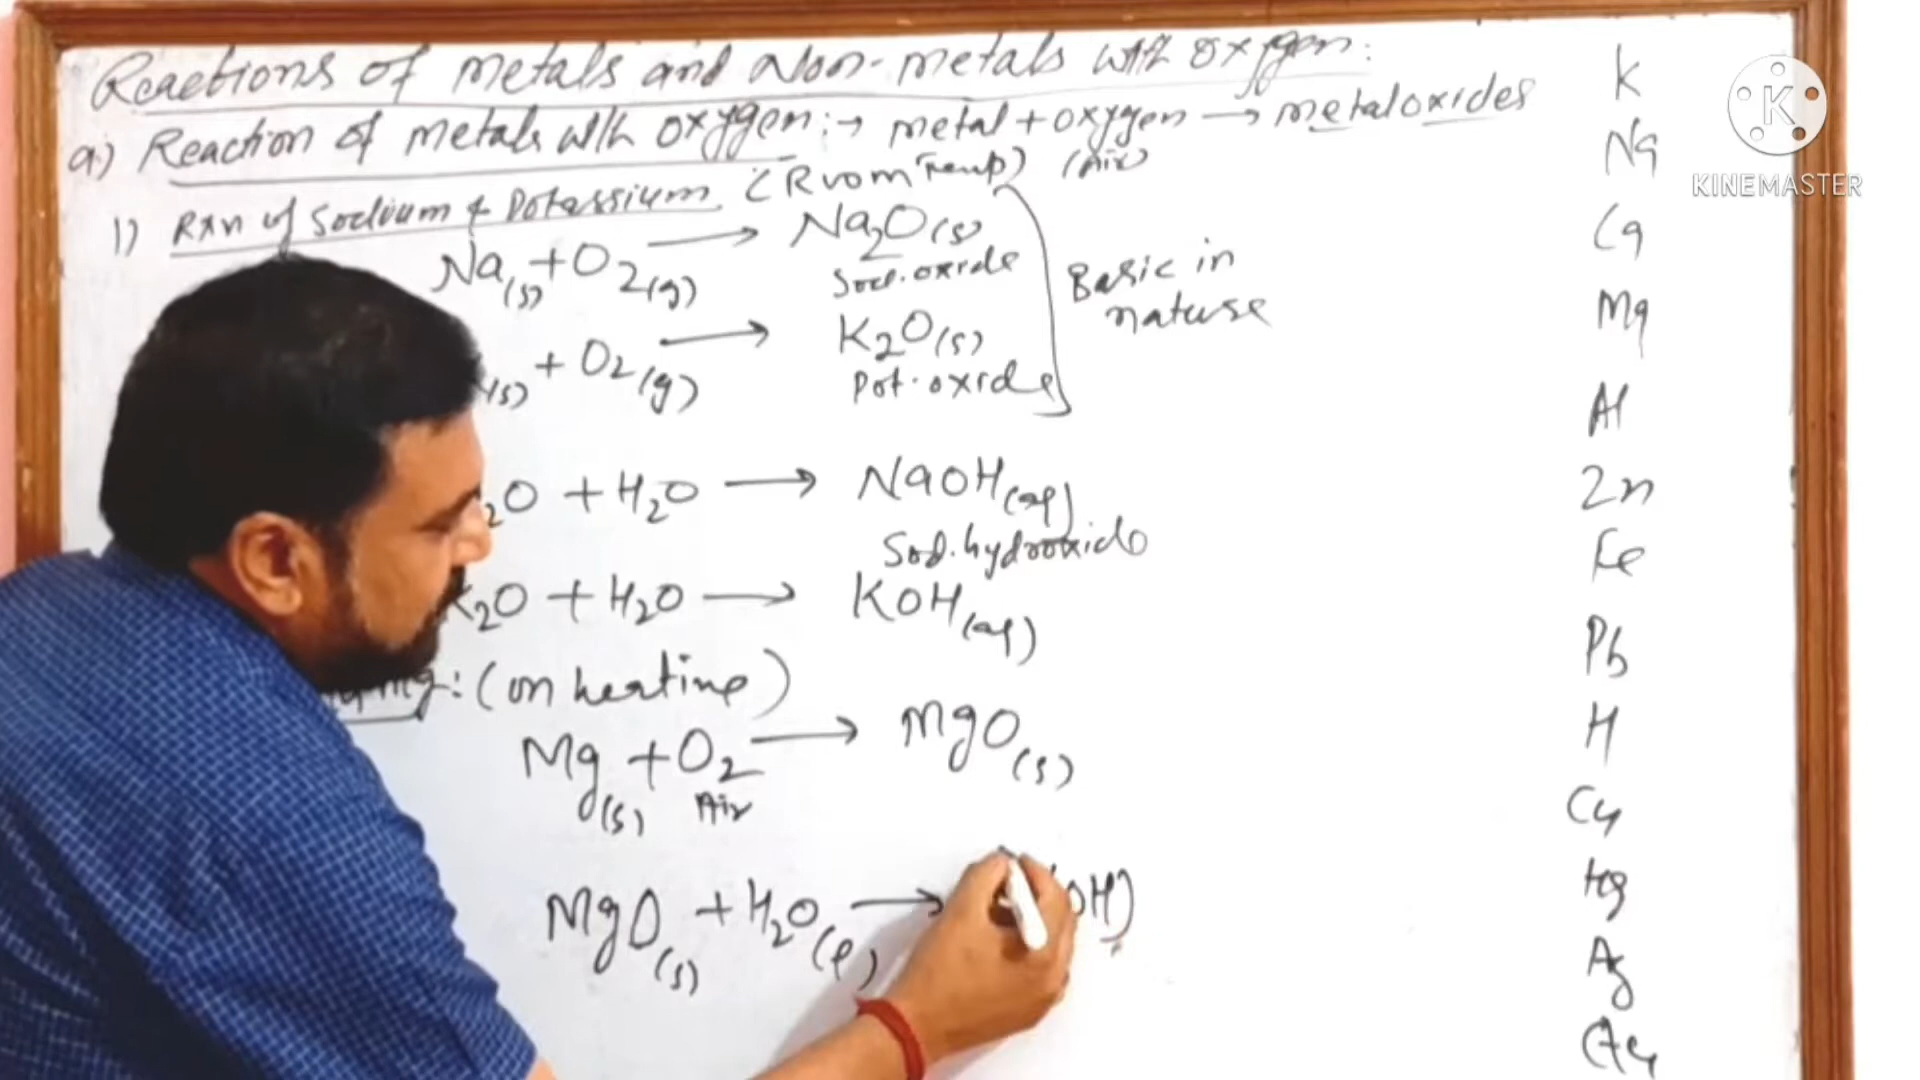 Reactions of metals and Non-metals with oxygen:
a.) Reaction of metals with oxygen:→ metal + oxygen → metaloxides
(Air)
1) Rxn of Sodium & Potassium (Room Temp)
Na(s) + O2(g) → Na2O(s)
Sod. oxide
(s) + O2(g) → K2O(s)
Pot. oxide
Basic in
nature
2O + H2O → NaOH(aq)
Sod. hydroxide
K2O + H2O → KOH(aq)
Mg: (on heating)
Mg(s) + O2 → MgO(s)
Air
MgO(s) + H2O(l) → (OH)
K
Na
Ca
Mg
Al
Zn
Fe
Pb
H
Cu
Hg
Ag
Au
K
KINEMASTER